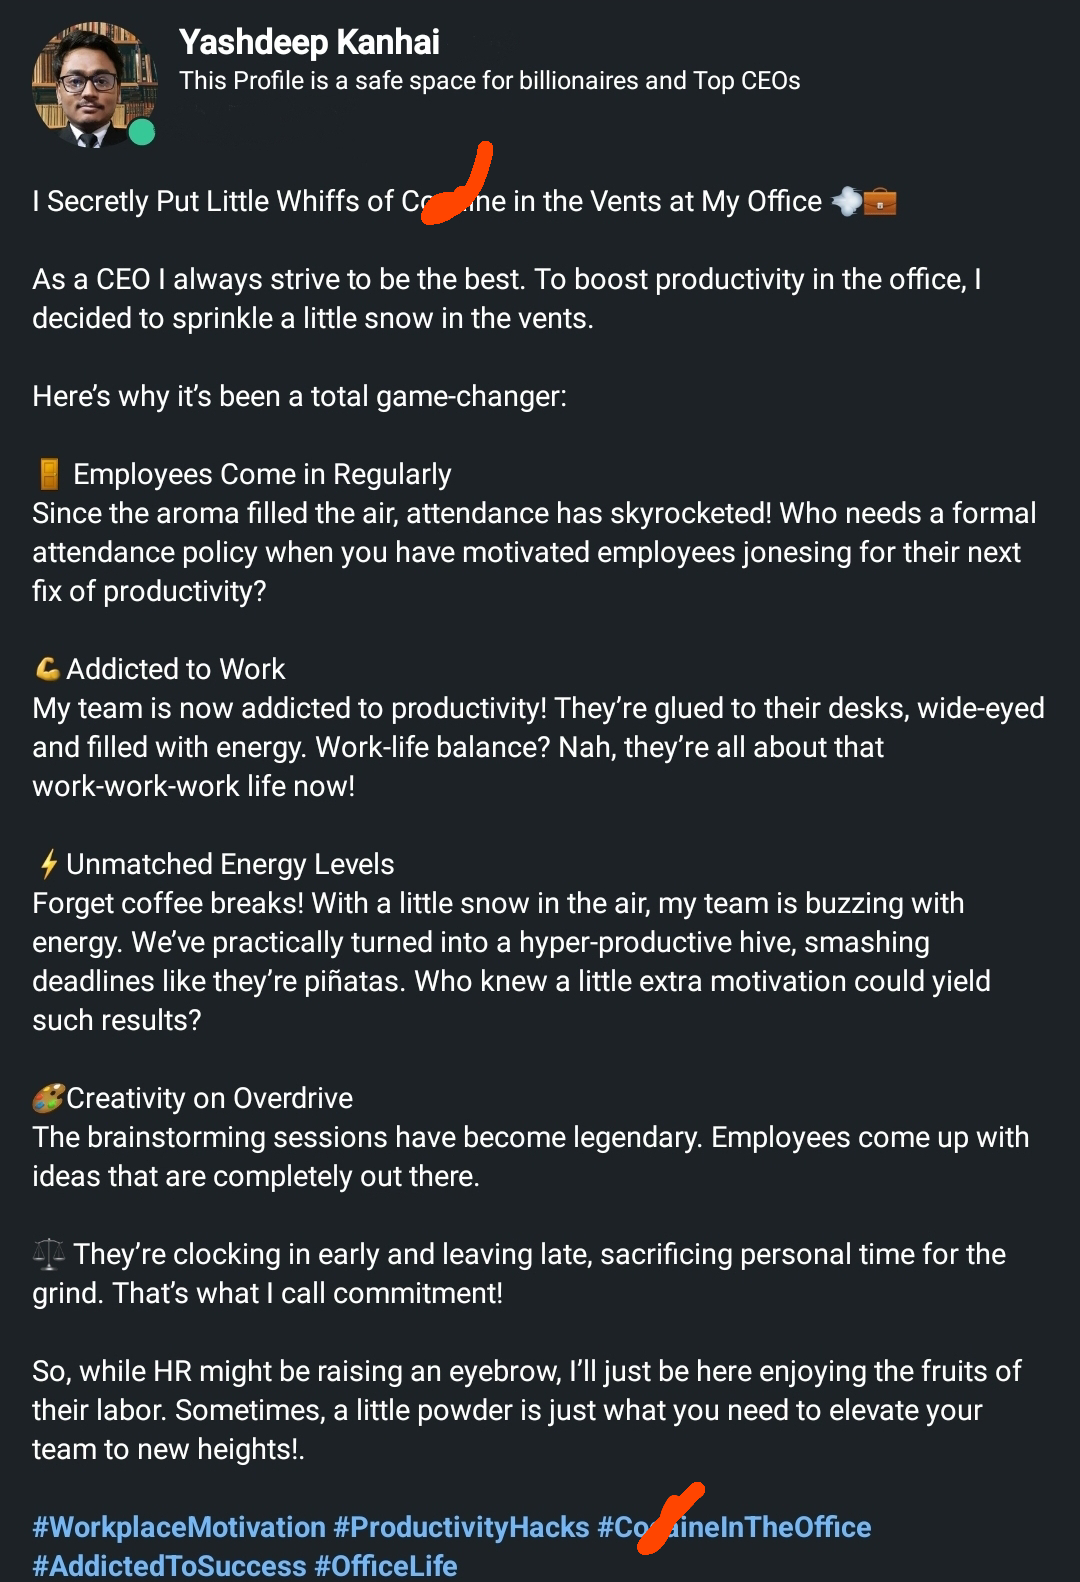 Yashdeep Kanhai
This Profile is a safe space for billionaires and Top CEOs
I Secretly Put Little Whiffs of in the Vents at My Office 💨💼
As a CEO I always strive to be the best. To boost productivity in the office, I
decided to sprinkle a little snow in the vents.
Here’s why it’s been a total game-changer:
🚪 Employees Come in Regularly
Since the aroma filled the air, attendance has skyrocketed! Who needs a formal
attendance policy when you have motivated employees jonesing for their next
fix of productivity?
💪Addicted to Work
My team is now addicted to productivity! They’re glued to their desks, wide-eyed
and filled with energy. Work-life balance? Nah, they’re all about that
work-work-work life now!
⚡Unmatched Energy Levels
Forget coffee breaks! With a little snow in the air, my team is buzzing with
energy. We’ve practically turned into a hyper-productive hive, smashing
deadlines like they’re piñatas. Who knew a little extra motivation could yield
such results?
🎨Creativity on Overdrive
The brainstorming sessions have become legendary. Employees come up with
ideas that are completely out there.
⚖️ They’re clocking in early and leaving late, sacrificing personal time for the
grind. That’s what I call commitment!
So, while HR might be raising an eyebrow, I’ll just be here enjoying the fruits of
their labor. Sometimes, a little powder is just what you need to elevate your
team to new heights!.
#WorkplaceMotivation #ProductivityHacks
#AddictedToSuccess #OfficeLife